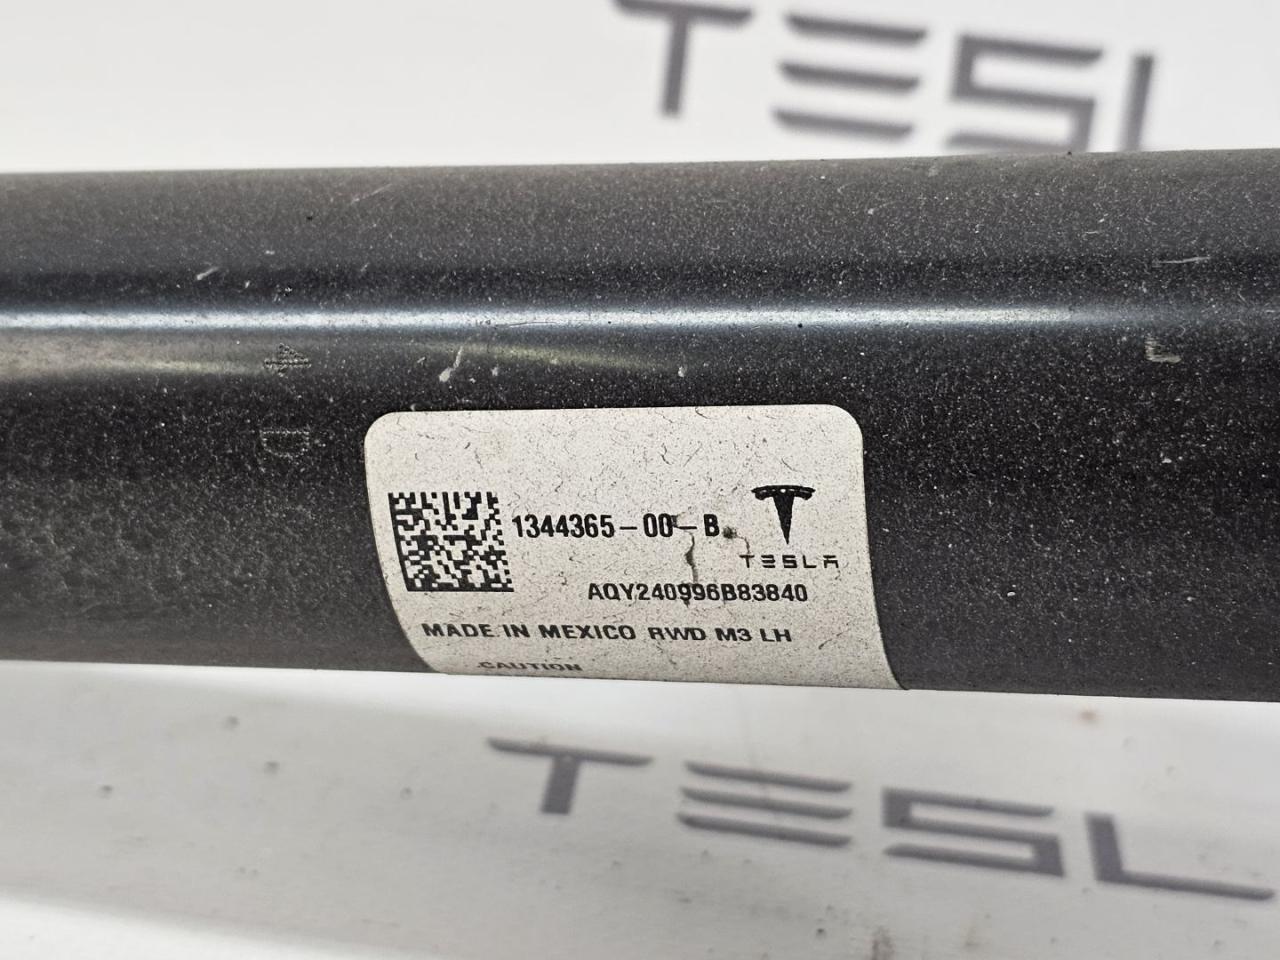 TESL
D
1344365-00-B
TESLA
AQY240996B83840
MADE IN MEXICO RWD M3 LH
CAUTION
TESL